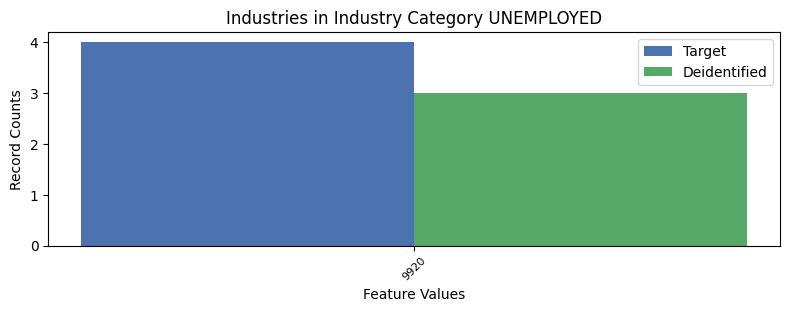 Industries in Industry Category UNEMPLOYED
Target
Deidentified
Record Counts
4
3
2
1
0
9920
Feature Values